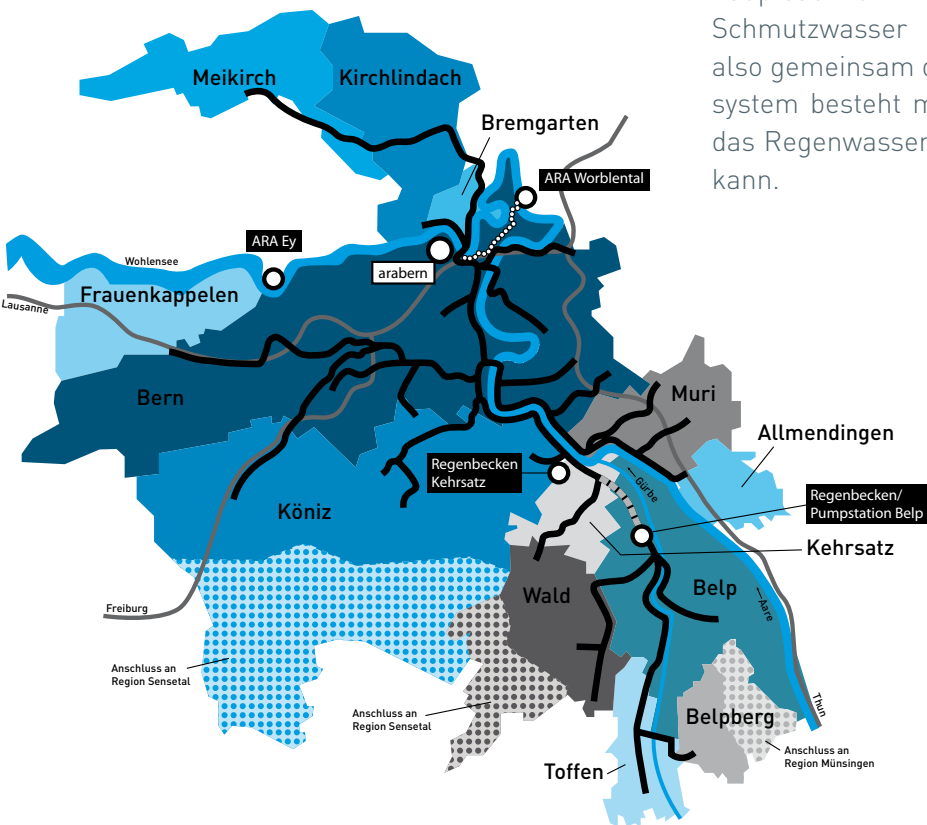 Schmutzwasser
also gemeinsam
system besteht
das Regenwasser
kann.
Meikirch
Kirchlindach
Bremgarten
ARA Worblental
ARA Ey
arabern
Wohlensee
Frauenkappelen
Lausanne
Bern
Muri
Allmendingen
Regenbecken
Kehrsatz
Gürbe
Regenbecken/
Pumpstation Belp
Köniz
Kehrsatz
Wald
Belp
Aare
Freiburg
Anschluss an
Region Sensetal
Anschluss an
Region Sensetal
Thun
Belpberg
Anschluss an
Region Münsingen
Toffen